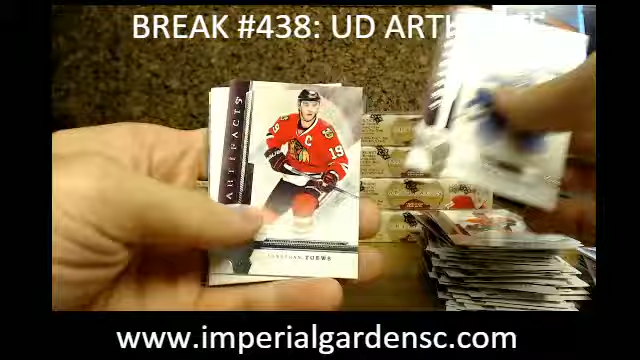 BREAK #438: UD ARTI
ARTIFACTS
19
C
JONATHAN TOEWS
www.imperialgardensc.com